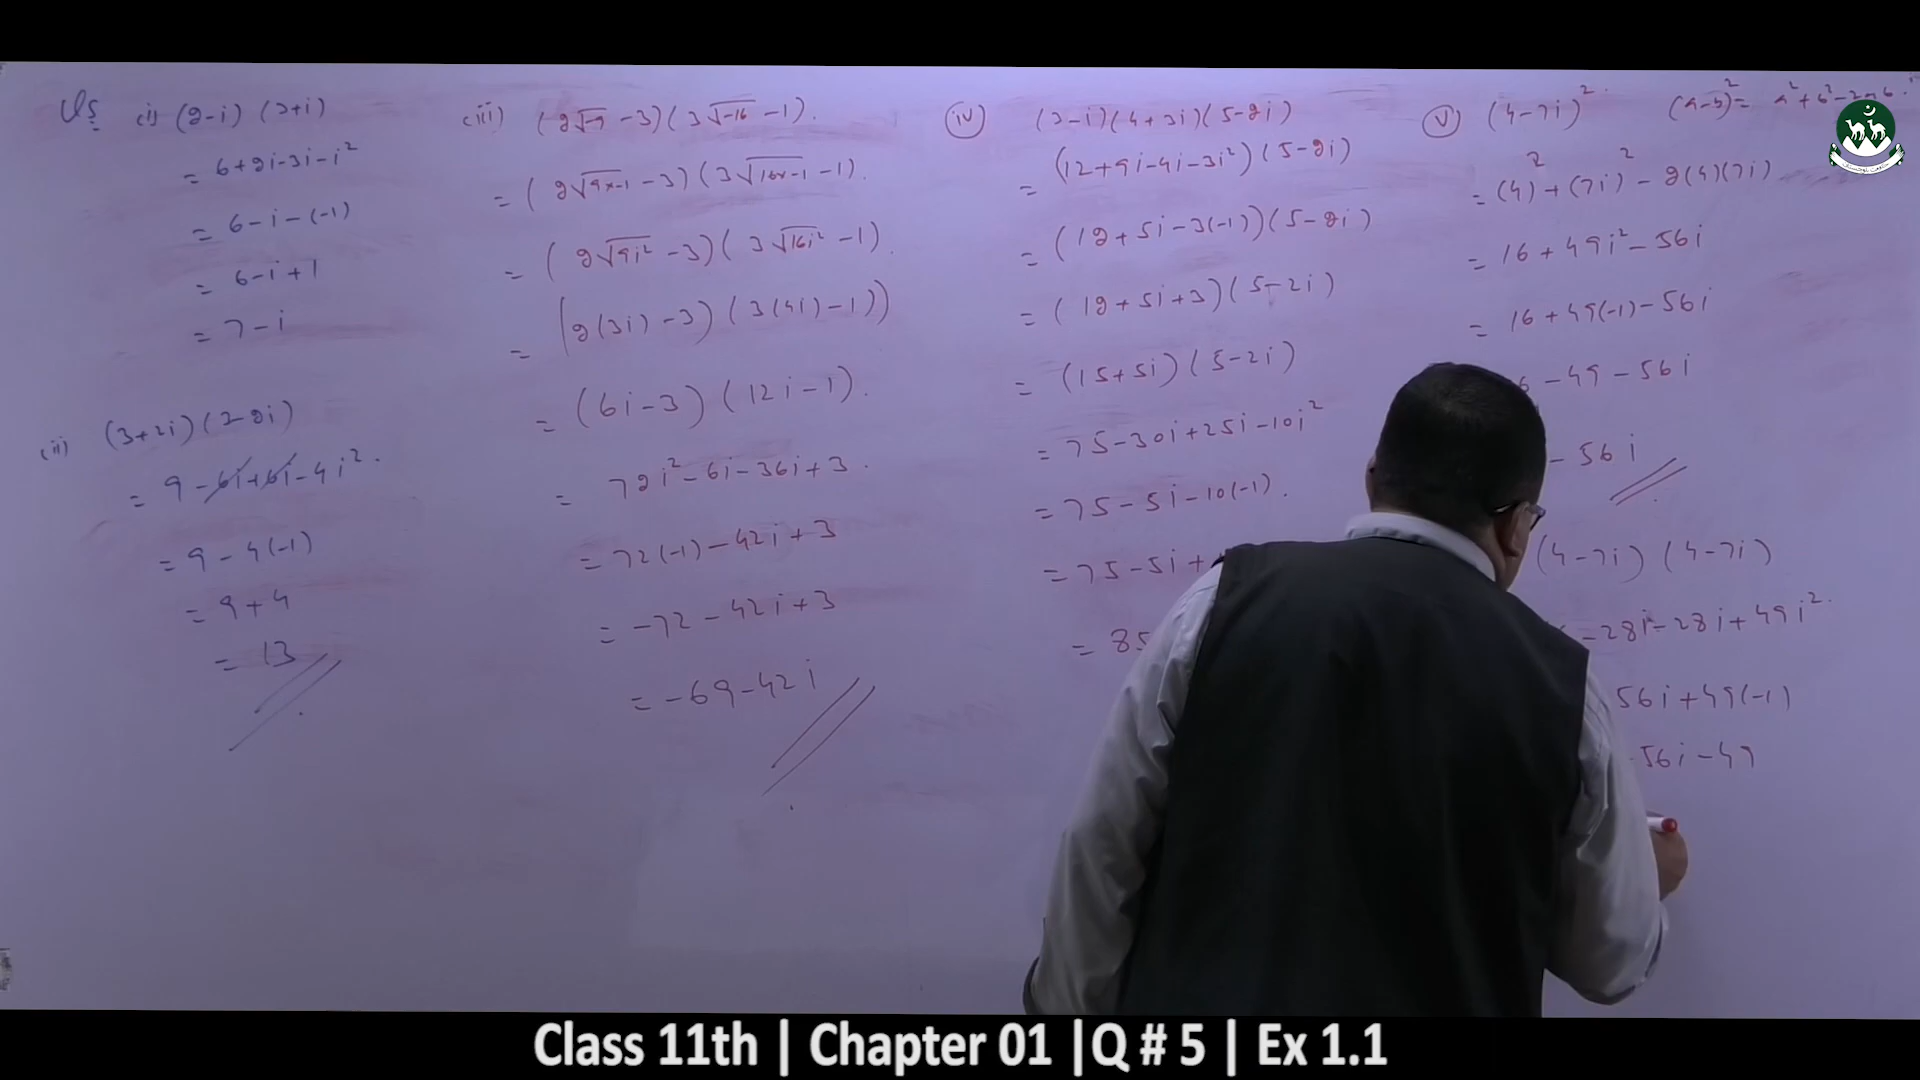 Q5 (i) (2-i) (3+i)
= 6+2i-3i-i²
= 6-i-(-1)
= 6-i+1
= 7-i
(ii) (3+2i)(3-2i)
= 9-6i+6i-4i².
= 9-4(-1)
= 9+4
= 13
(iii) (2√-9 -3)(3√-16 -1).
= (2√9x-1 -3)(3√16x-1 -1).
= (2√9i² -3)(3√16i² -1)
= (2(3i)-3)(3(4i)-1))
= (6i-3)(12i-1).
= 72i²-6i-36i+3.
= 72(-1)-42i+3
= -72-42i+3
= -69-42i
(iv) (3-i)(4+3i)(5-2i)
= (12+9i-4i-3i²)(5-2i)
= (12+5i-3(-1))(5-2i)
= (12+5i+3)(5-2i)
= (15+5i)(5-2i)
= 75-30i+25i-10i²
= 75-5i-10(-1).
= 75-5i+
= 85
(v) (4-7i)² (a-b)²= a²+b²-2ab.
= (4)²+(7i)²-2(4)(7i)
= 16+49i²-56i
= 16+49(-1)-56i
6-49-56i
-56i
(4-7i)(4-7i)
-28i-28i+49i².
56i+49(-1)
-56i-49
Class 11th | Chapter 01 |Q # 5 | Ex 1.1